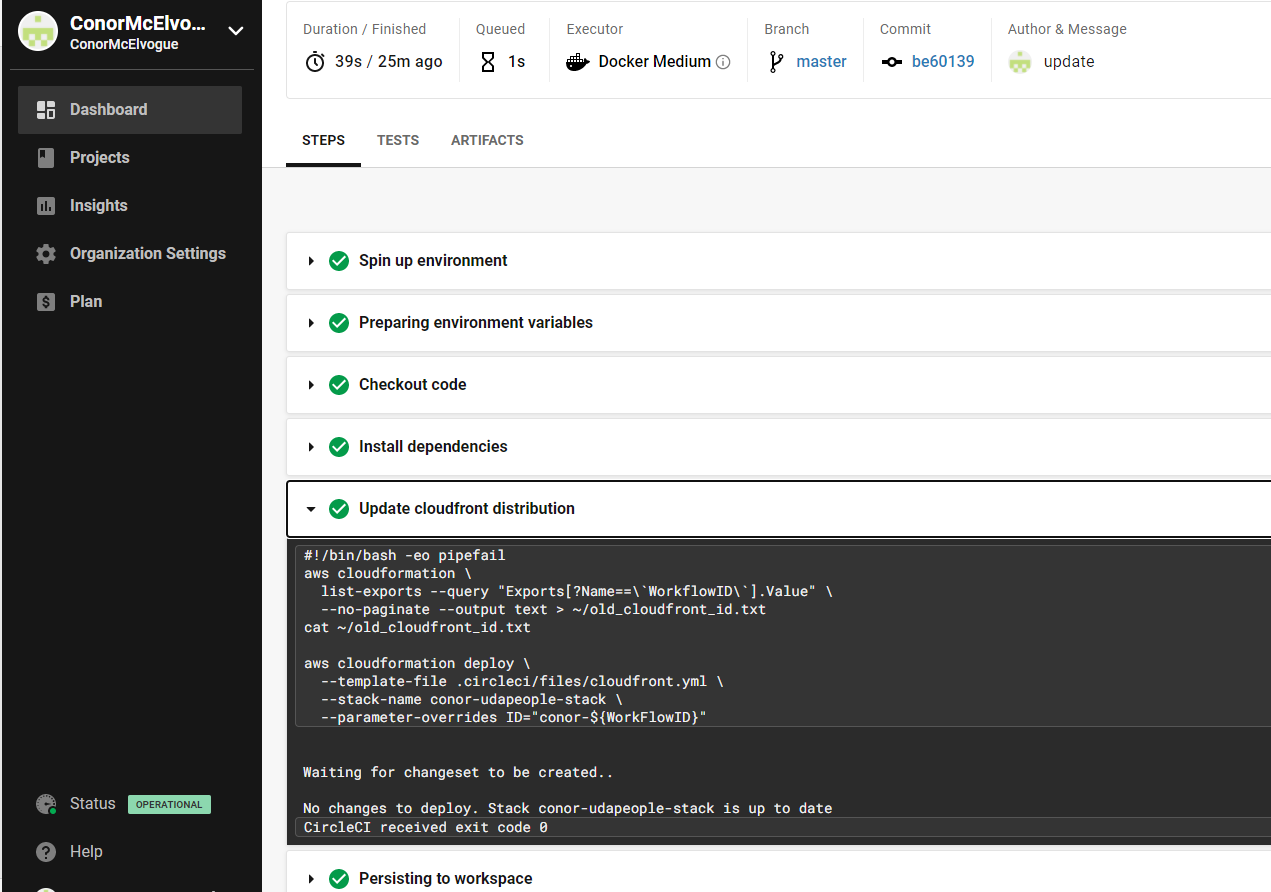 ConorMcElvo...
ConorMcElvogue
Dashboard
Projects
Insights
Organization Settings
Plan
Status OPERATIONAL
Help
Duration / Finished
39s / 25m ago
Queued
1s
Executor
Docker Medium
Branch
master
Commit
be60139
Author & Message
update
STEPS TESTS ARTIFACTS
Spin up environment
Preparing environment variables
Checkout code
Install dependencies
Update cloudfront distribution
#!/bin/bash -eo pipefail
aws cloudformation \
  list-exports --query "Exports[?Name==\`WorkflowID\`].Value" \
  --no-paginate --output text > ~/old_cloudfront_id.txt
cat ~/old_cloudfront_id.txt
aws cloudformation deploy \
  --template-file .circleci/files/cloudfront.yml \
  --stack-name conor-udapeople-stack \
  --parameter-overrides ID="conor-${WorkFlowID}"
Waiting for changeset to be created..
No changes to deploy. Stack conor-udapeople-stack is up to date
CircleCI received exit code 0
Persisting to workspace